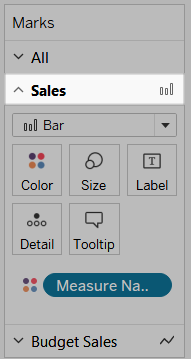 Marks
All
Sales
Bar
Color Size Label
Detail Tooltip
Measure Na..
Budget Sales